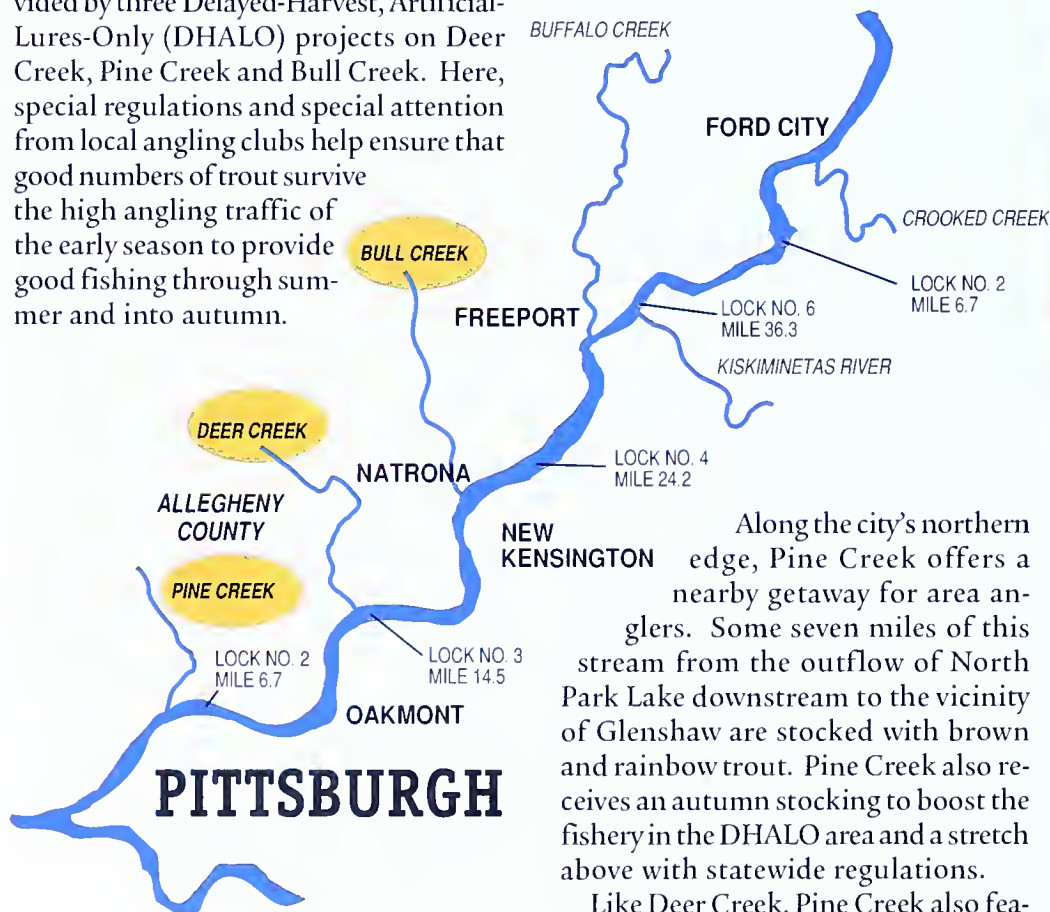 vided by three Delayed-Harvest, Artificial-
Lures-Only (DHALO) projects on Deer
Creek, Pine Creek and Bull Creek. Here,
special regulations and special attention
from local angling clubs help ensure that
good numbers of trout survive
the high angling traffic of
the early season to provide
good fishing through sum-
mer and into autumn.
BUFFALO CREEK
FORD CITY
CROOKED CREEK
BULL CREEK
LOCK NO. 2
MILE 6.7
FREEPORT
LOCK NO. 6
MILE 36.3
KISKIMINETAS RIVER
DEER CREEK
NATRONA
LOCK NO. 4
MILE 24.2
ALLEGHENY
COUNTY
NEW
KENSINGTON
PINE CREEK
LOCK NO. 2
MILE 6.7
LOCK NO. 3
MILE 14.5
OAKMONT
PITTSBURGH
Along the city's northern
edge, Pine Creek offers a
nearby getaway for area an-
glers. Some seven miles of this
stream from the outflow of North
Park Lake downstream to the vicinity
of Glenshaw are stocked with brown
and rainbow trout. Pine Creek also re-
ceives an autumn stocking to boost the
fishery in the DHALO area and a stretch
above with statewide regulations.
Like Deer Creek, Pine Creek also fea-